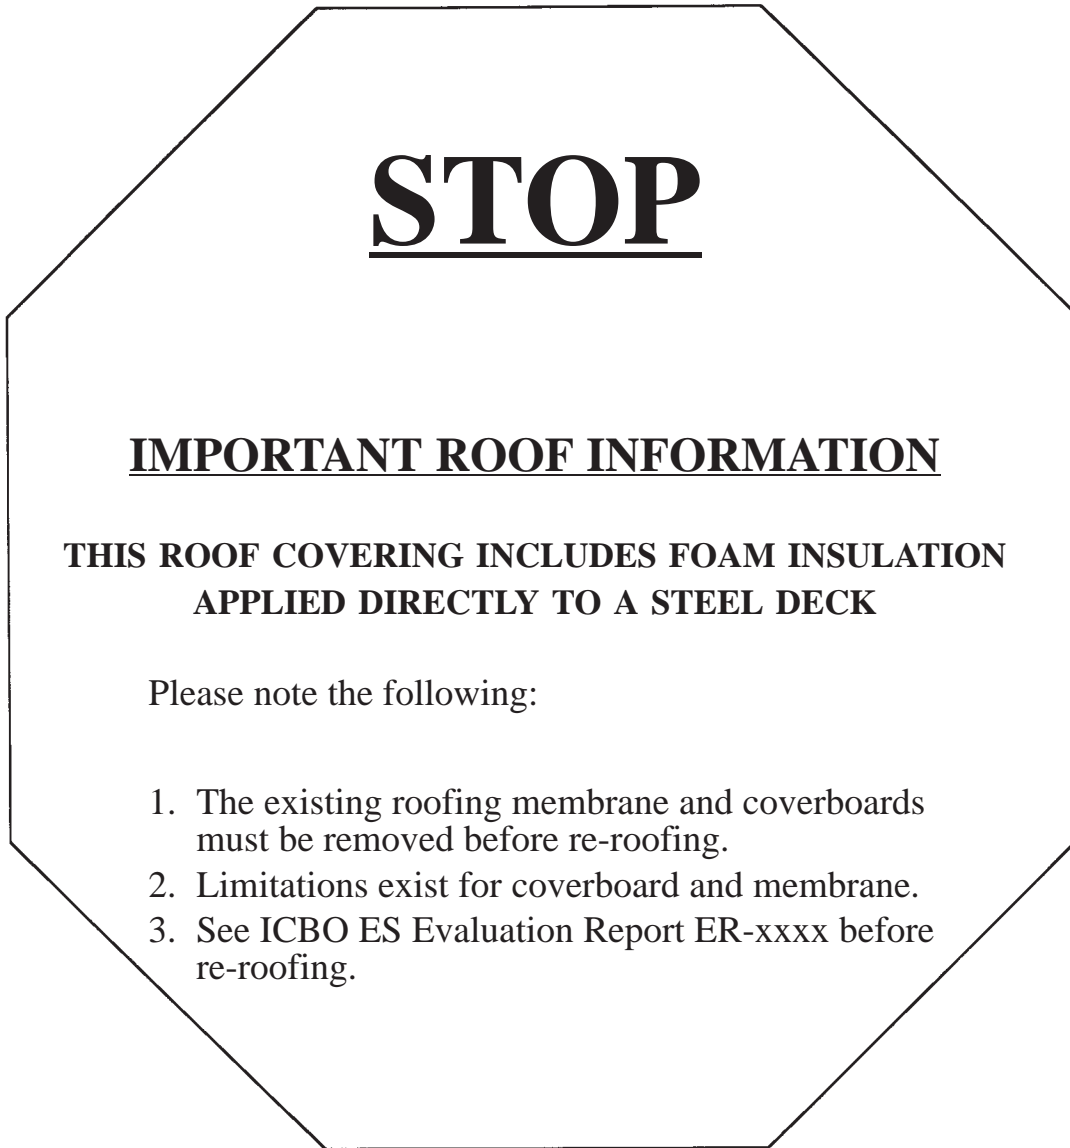 STOP
IMPORTANT ROOF INFORMATION
THIS ROOF COVERING INCLUDES FOAM INSULATION
APPLIED DIRECTLY TO A STEEL DECK
Please note the following:
1. The existing roofing membrane and coverboards
must be removed before re-roofing.
2. Limitations exist for coverboard and membrane.
3. See ICBO ES Evaluation Report ER-xxxx before
re-roofing.